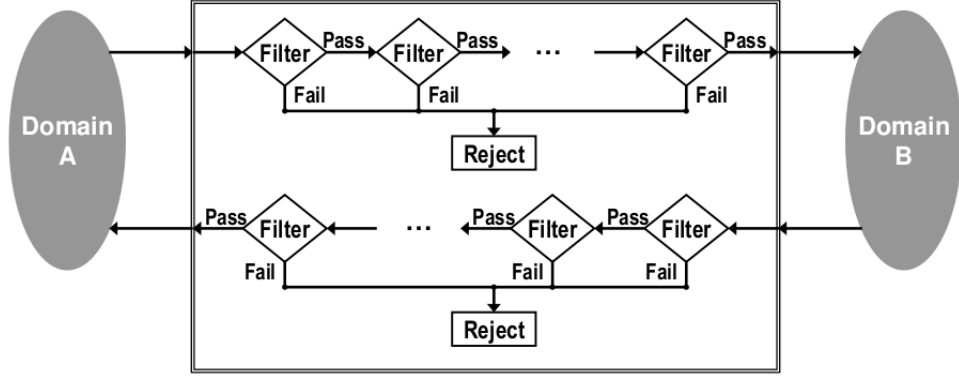 Domain
A
Filter Pass Filter Pass ... Filter Pass
Fail Fail Fail
Reject
Domain
B
Pass Filter ... Pass Filter Pass Filter
Fail Fail Fail
Reject